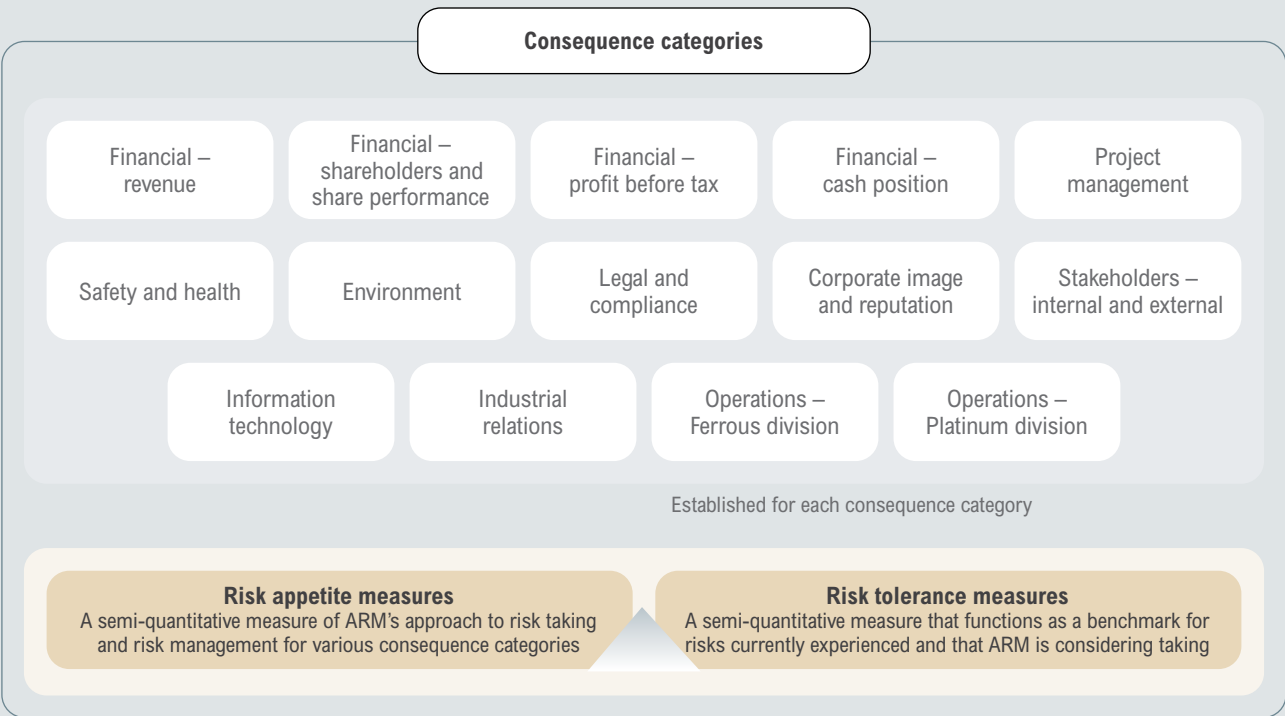 Consequence categories
Financial –
revenue
Financial –
shareholders and
share performance
Financial –
profit before tax
Financial –
cash position
Project
management
Safety and health
Environment
Legal and
compliance
Corporate image
and reputation
Stakeholders –
internal and external
Information
technology
Industrial
relations
Operations –
Ferrous division
Operations –
Platinum division
Established for each consequence category
Risk appetite measures
A semi-quantitative measure of ARM’s approach to risk taking
and risk management for various consequence categories
Risk tolerance measures
A semi-quantitative measure that functions as a benchmark for
risks currently experienced and that ARM is considering taking